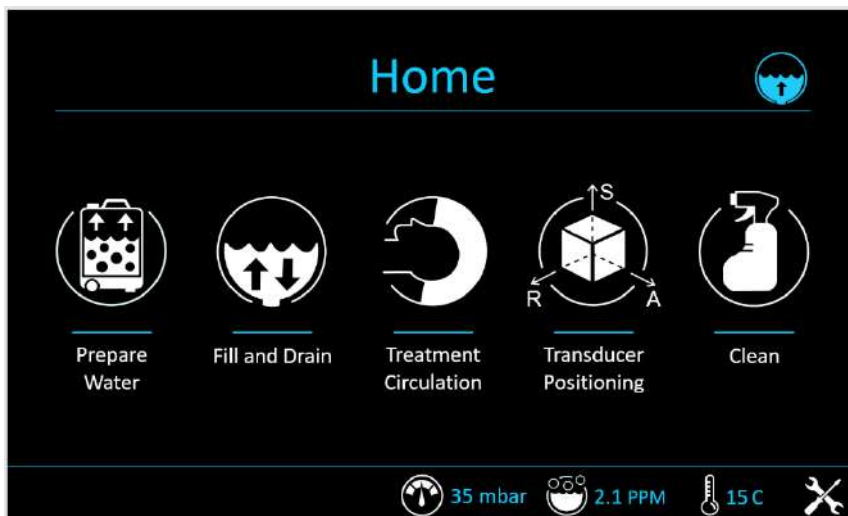 Home
S
R
A
Prepare
Water
Fill and Drain
Treatment
Circulation
Transducer
Positioning
Clean
35 mbar
2.1 PPM
15 C